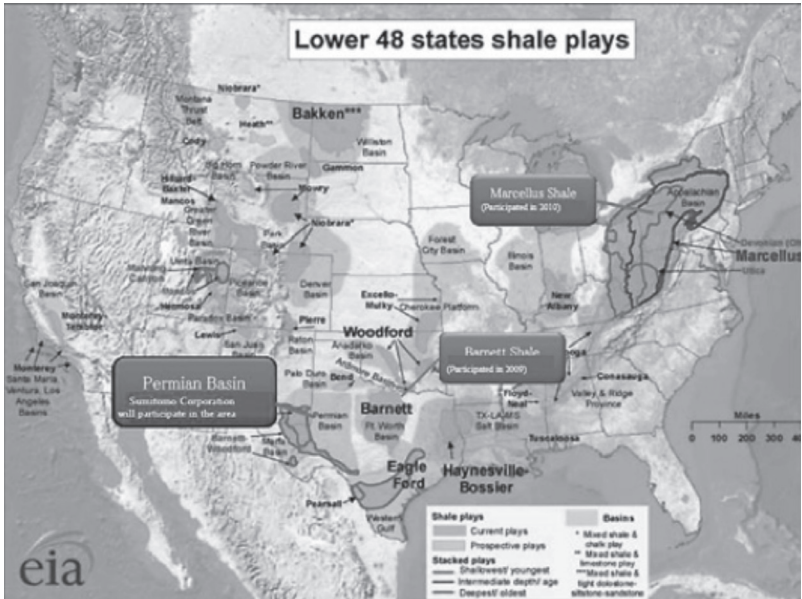 Lower 48 states shale plays
Niobrara*
Montana
Thrust
Belt
Bakken***
Heath**
Cody
Williston
Basin
Big Horn
Basin
Powder River
Basin
Gammon
Hilliard-
Baxter
Mancos
Mowry
Greater
Green
River
Basin
Niobrara*
Park
Basin
Marcellus Shale
(Participated in 2010)
Appalachian
Basin
Marcellus
Utica
Forest
City Basin
Illinois
Basin
Uinta Basin
Manning
Canyon
Piceance
Basin
Denver
Basin
San Joaquin
Basin
Hermosa
Paradox Basin
Excello-
Mulky
Cherokee Platform
New
Albany
Monterey-
Temblor
Pierre
Lewis
San Juan
Raton
Basin
Woodford
Anadarko
Basin
Ardmore Basin
Palo Duro
Basin
Bend
Barnett Shale
(Participated in 2009)
Monterey
Santa Maria,
Ventura, Los
Angeles
Basins
Permian Basin
Sumitomo Corporation
will participate in the area
Floyd-
Neal
Conasauga
Valley & Ridge
Province
Barnett
Ft. Worth
Basin
Permian
Basin
TX-LA-MS
Salt Basin
Tuscaloosa
Barnett-
Woodford
Marfa
Basin
Miles
0
100
200
300
Eagle
Ford
Haynesville-
Bossier
Pearsall
Western
Gulf
Shale plays
Current plays
Prospective plays
Stacked plays
Shallowest/ youngest
Intermediate depth/ age
Deepest/ oldest
Basins
* Mixed shale &
chalk play
** Mixed shale &
limestone play
***Mixed shale &
tight dolostone-
siltstone-sandstone
eia